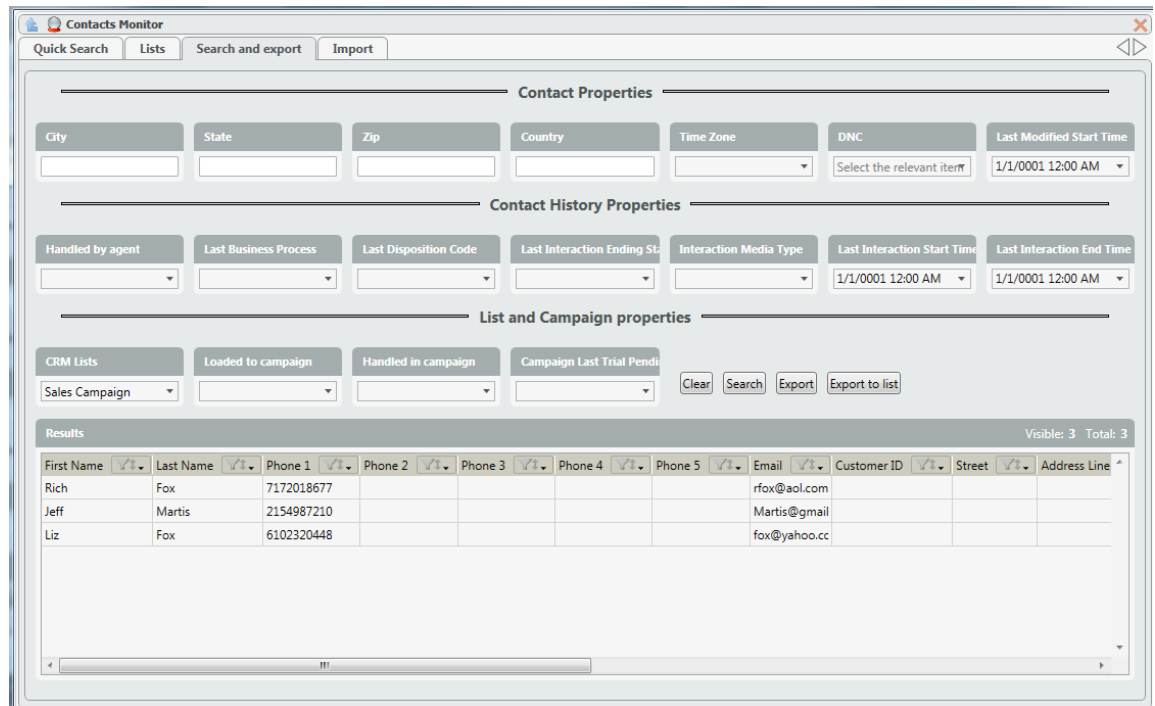 Contacts Monitor
Quick Search Lists Search and export Import
Contact Properties
City State Zip Country Time Zone DNC Last Modified Start Time
Select the relevant item 1/1/0001 12:00 AM
Contact History Properties
Handled by agent Last Business Process Last Disposition Code Last Interaction Ending Sta Interaction Media Type Last Interaction Start Time Last Interaction End Time
1/1/0001 12:00 AM 1/1/0001 12:00 AM
List and Campaign properties
CRM Lists Loaded to campaign Handled in campaign Campaign Last Trial Pendi
Sales Campaign Clear Search Export Export to list
Results Visible: 3 Total: 3
First Name Last Name Phone 1 Phone 2 Phone 3 Phone 4 Phone 5 Email Customer ID Street Address Line
Rich Fox 7172018677 rfox@aol.com
Jeff Martis 2154987210 Martis@gmail
Liz Fox 6102320448 fox@yahoo.cc